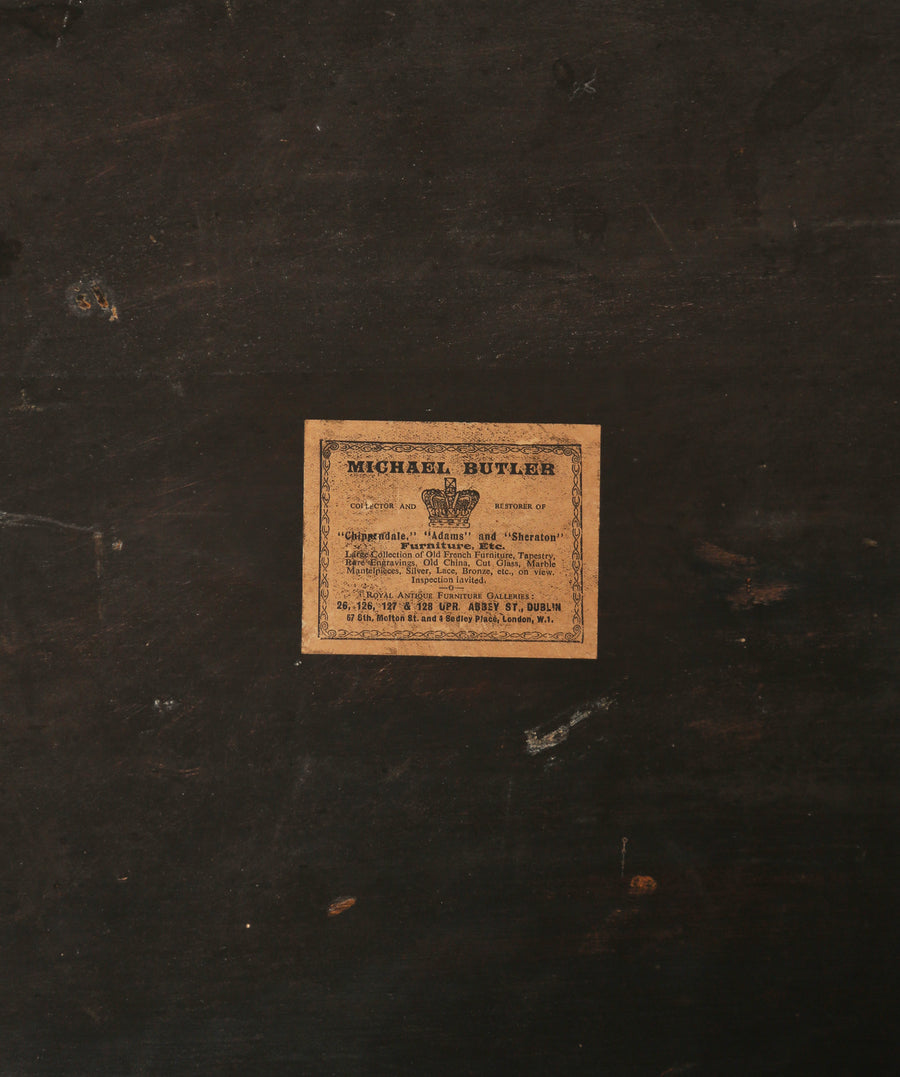 MICHAEL BUTLER
COLLECTOR AND RESTORER OF
"Chippendale," "Adams" and "Sheraton"
Furniture, Etc.
Large Collection of Old French Furniture, Tapestry,
Rare Engravings, Old China, Cut Glass, Marble
Mantelpieces, Silver, Lace, Bronze, etc., on view.
Inspection invited.
—o—
ROYAL ANTIQUE FURNITURE GALLERIES:
26, 126, 127 & 128 UPR. ABBEY ST., DUBLIN
67 Sth. Molton St. and 1 Sedley Place, London, W.1.